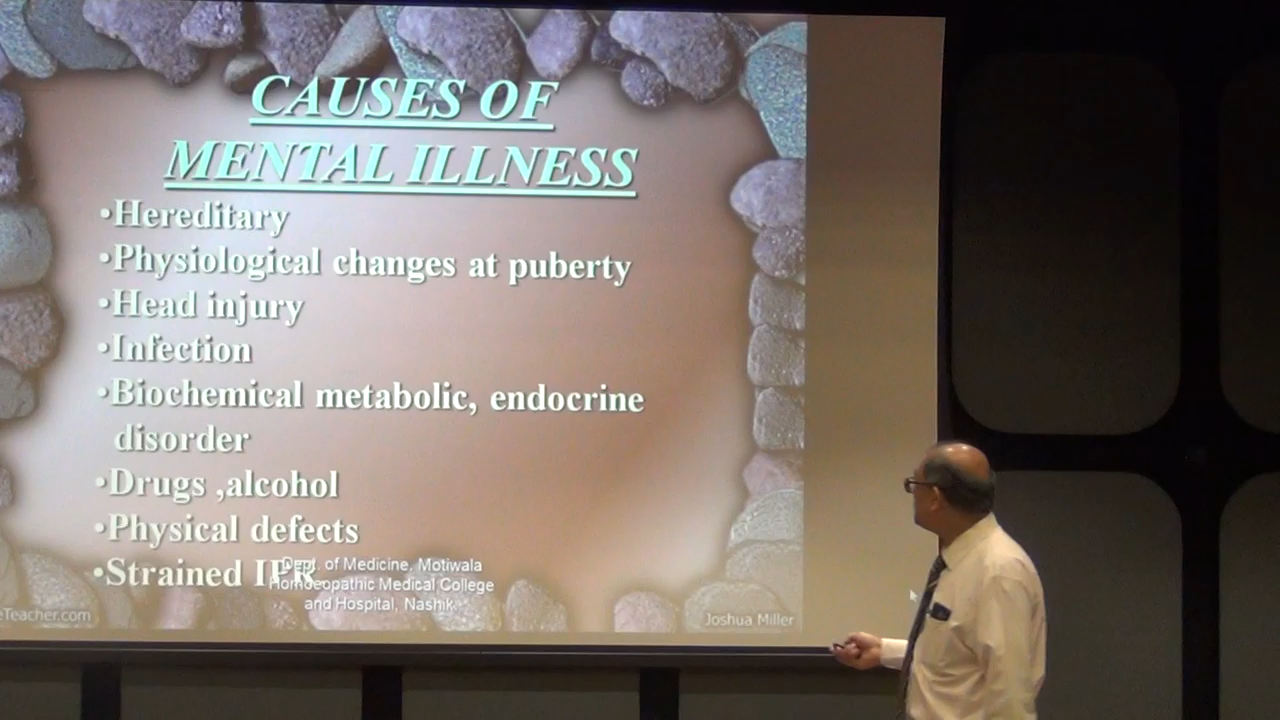 CAUSES OF
MENTAL ILLNESS
•Hereditary
•Physiological changes at puberty
•Head injury
•Infection
•Biochemical metabolic, endocrine
disorder
•Drugs ,alcohol
•Physical defects
•Strained
Dept. of Medicine, Motiwala
Homoeopathic Medical College
and Hospital, Nashik.
eTeacher.com
Joshua Miller